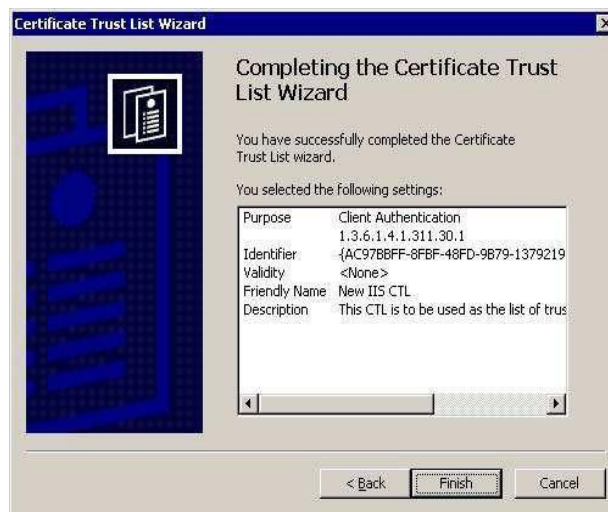 Certificate Trust List Wizard
Completing the Certificate Trust
List Wizard
You have successfully completed the Certificate
Trust List wizard.
You selected the following settings:
Purpose Client Authentication
1.3.6.1.4.1.311.30.1
Identifier {AC97BBFF-8FBF-48FD-9B79-1379219
Validity <None>
Friendly Name New IIS CTL
Description This CTL is to be used as the list of trus
< Back Finish Cancel